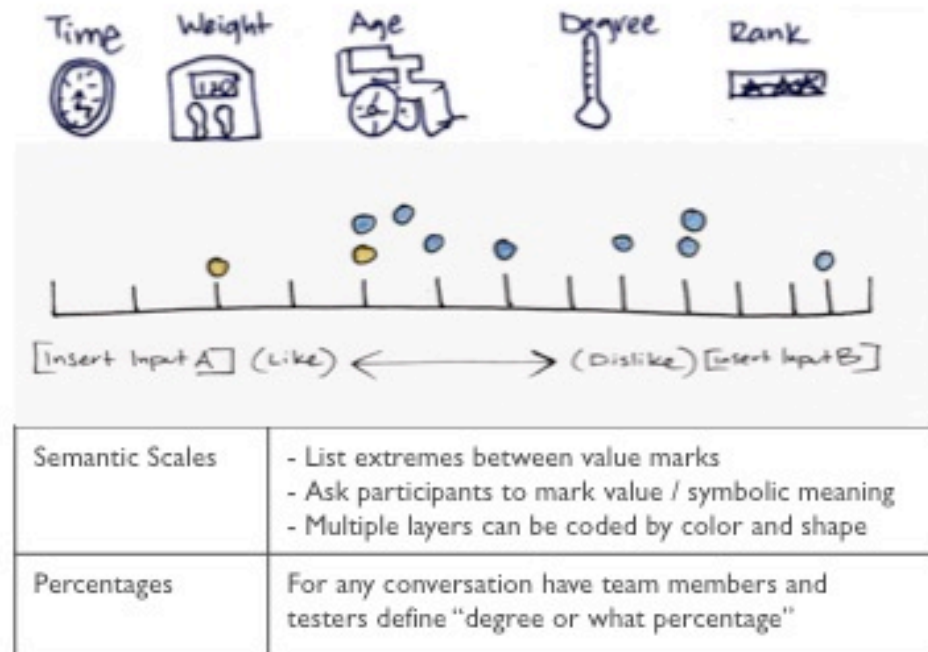 Time Weight Age Degree Rank
[Insert Input A] (Like) (Dislike) [insert Input B]
Semantic Scales
- List extremes between value marks
- Ask participants to mark value / symbolic meaning
- Multiple layers can be coded by color and shape
Percentages
For any conversation have team members and
testers define “degree or what percentage”